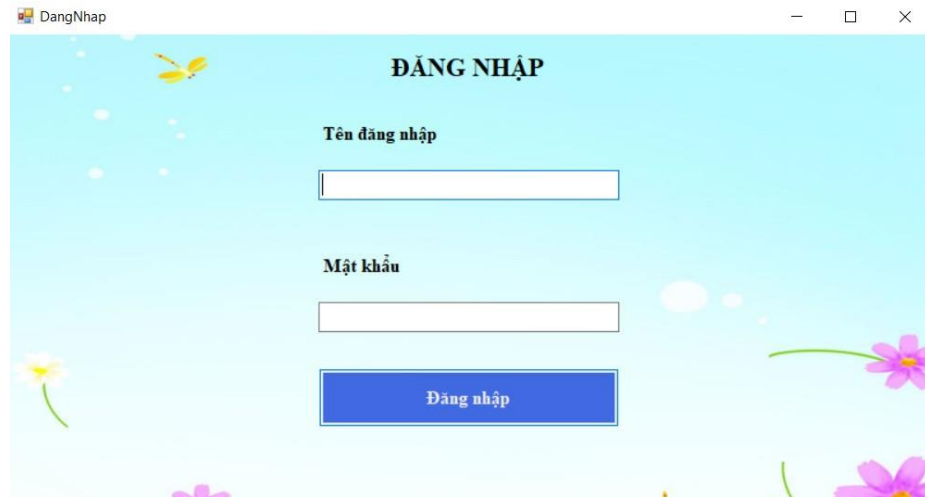 DangNhap
ĐĂNG NHẬP
Tên đăng nhập
Mật khẩu
Đăng nhập